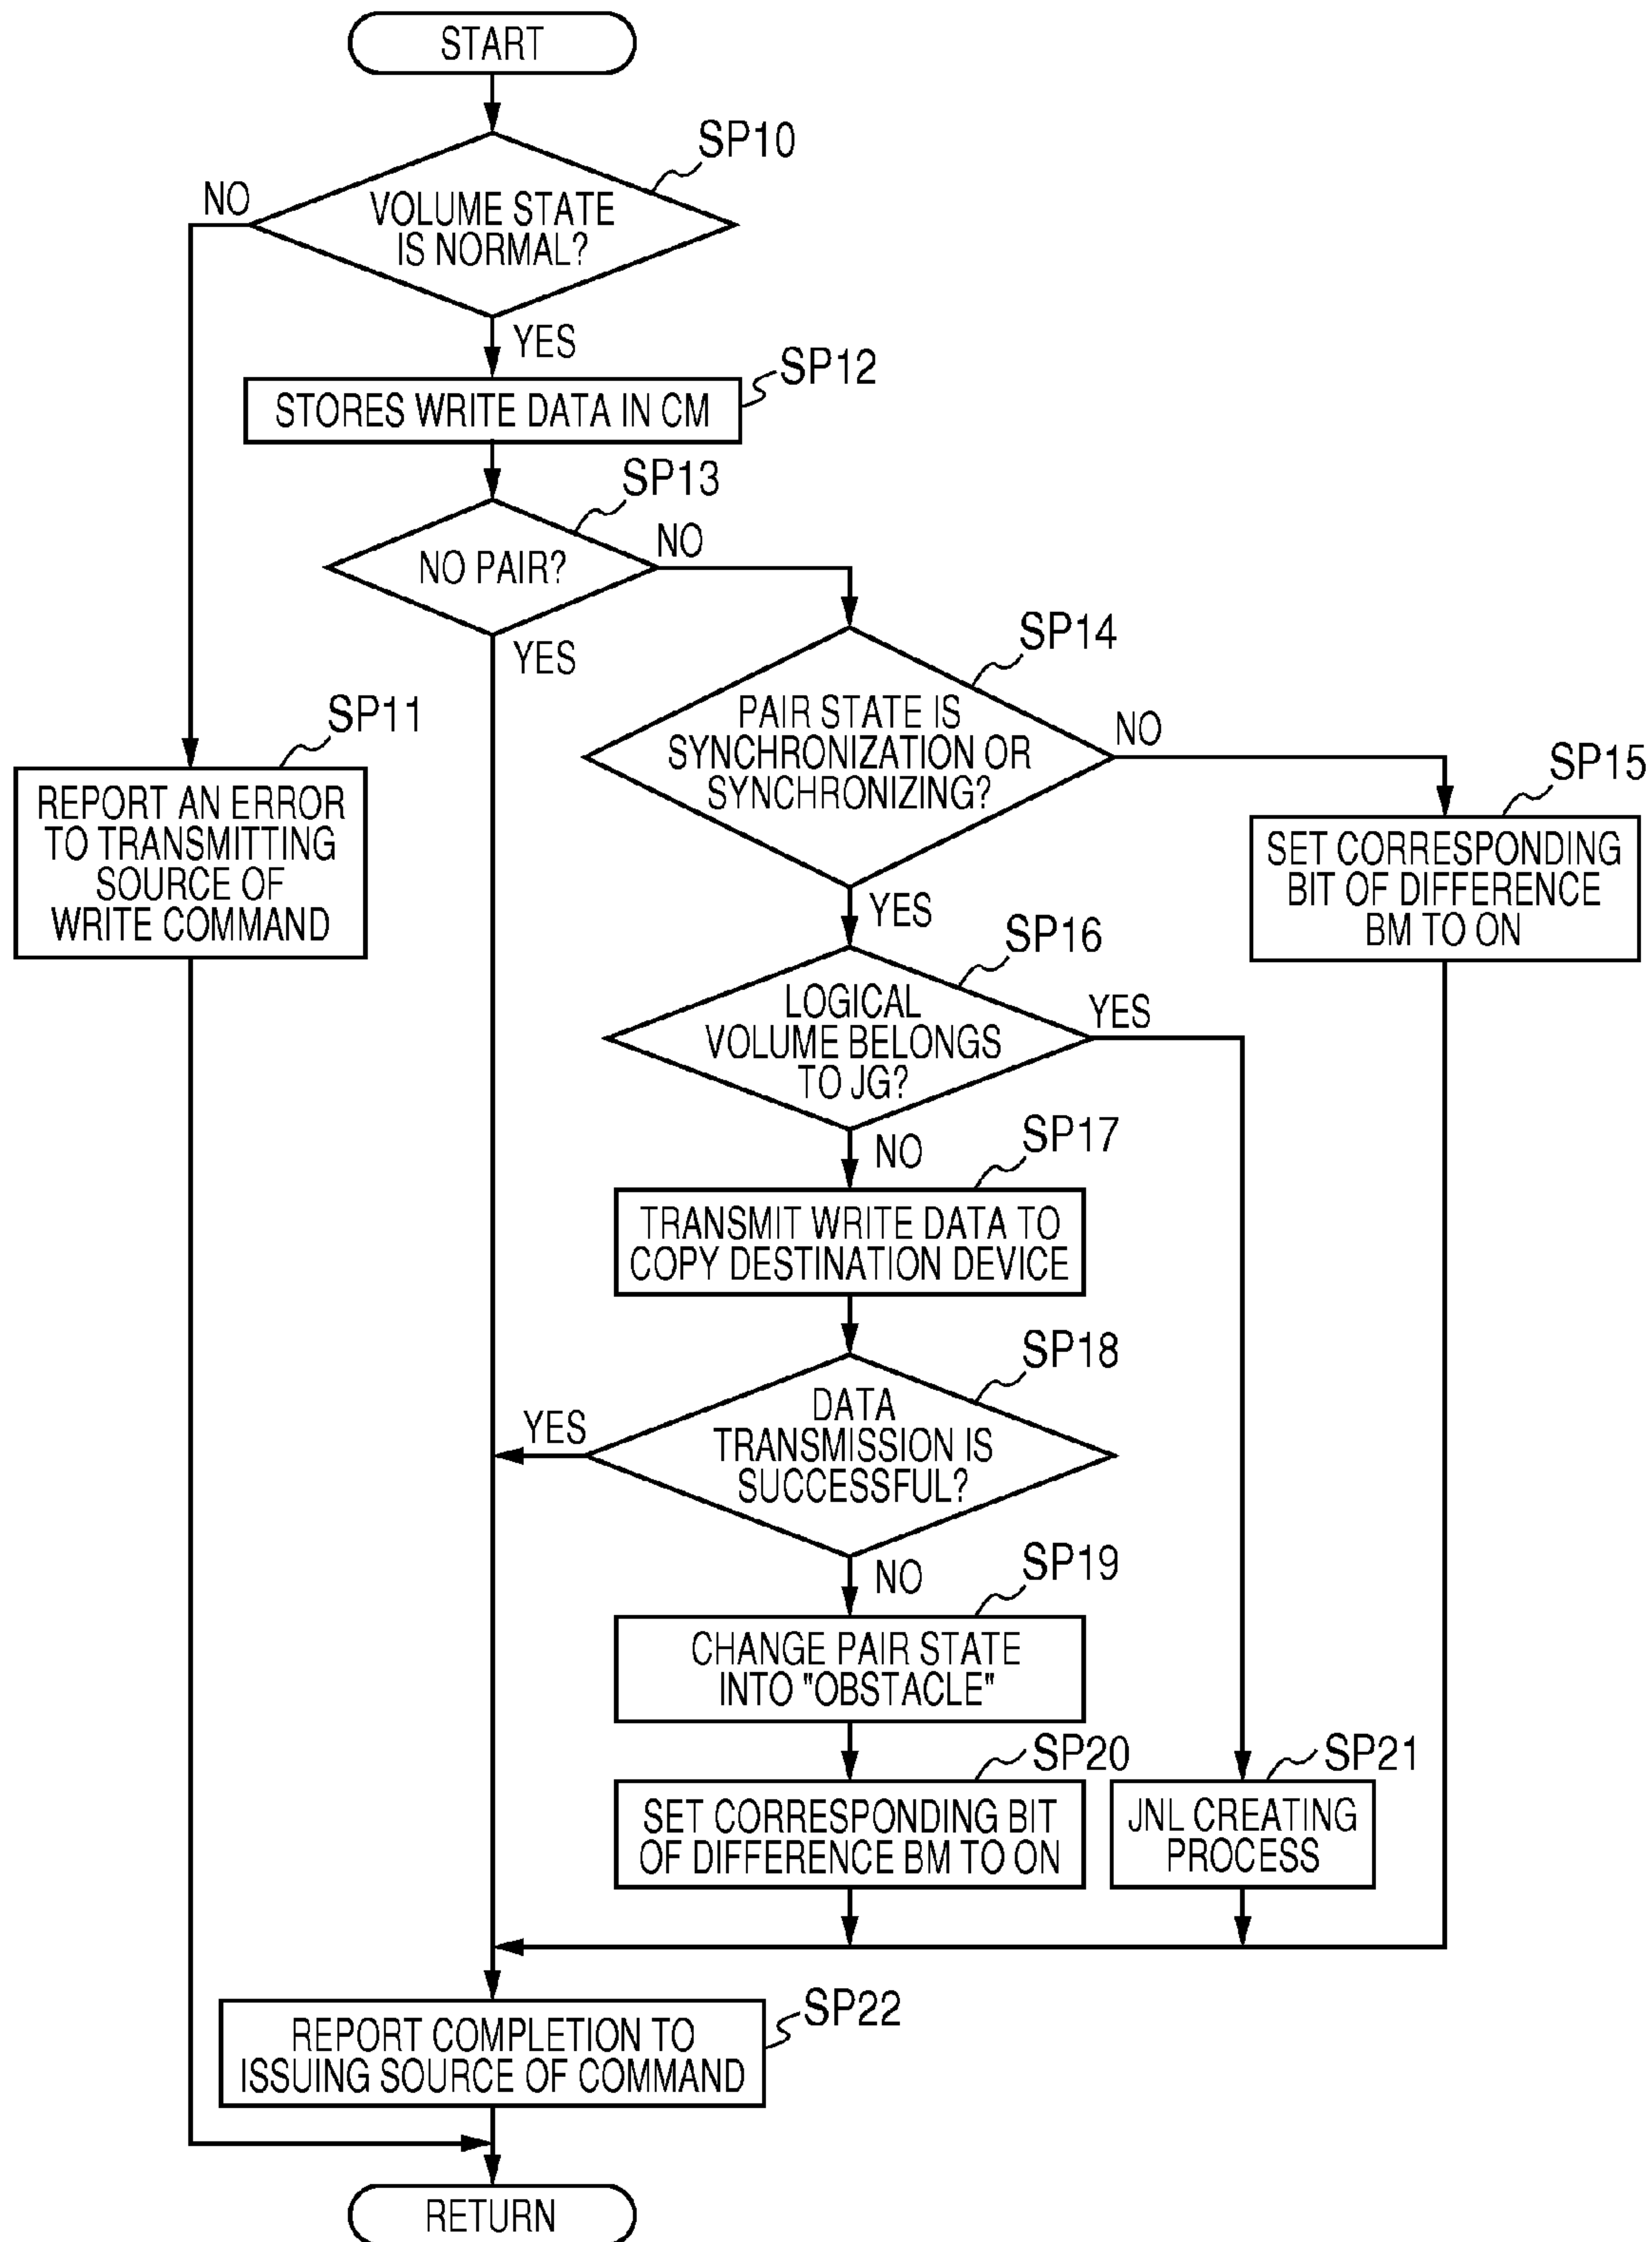 START
SP10
NO
VOLUME STATE
IS NORMAL?
YES
SP12
STORES WRITE DATA IN CM
SP13
NO PAIR?
NO
YES
SP14
PAIR STATE IS
SYNCHRONIZATION OR
SYNCHRONIZING?
NO
YES
SP11
REPORT AN ERROR
TO TRANSMITTING
SOURCE OF
WRITE COMMAND
SP15
SET CORRESPONDING
BIT OF DIFFERENCE
BM TO ON
SP16
LOGICAL
VOLUME BELONGS
TO JG?
YES
NO
SP17
TRANSMIT WRITE DATA TO
COPY DESTINATION DEVICE
SP18
DATA
TRANSMISSION IS
SUCCESSFUL?
YES
NO
SP19
CHANGE PAIR STATE
INTO "OBSTACLE"
SP20
SET CORRESPONDING BIT
OF DIFFERENCE BM TO ON
SP21
JNL CREATING
PROCESS
SP22
REPORT COMPLETION TO
ISSUING SOURCE OF COMMAND
RETURN